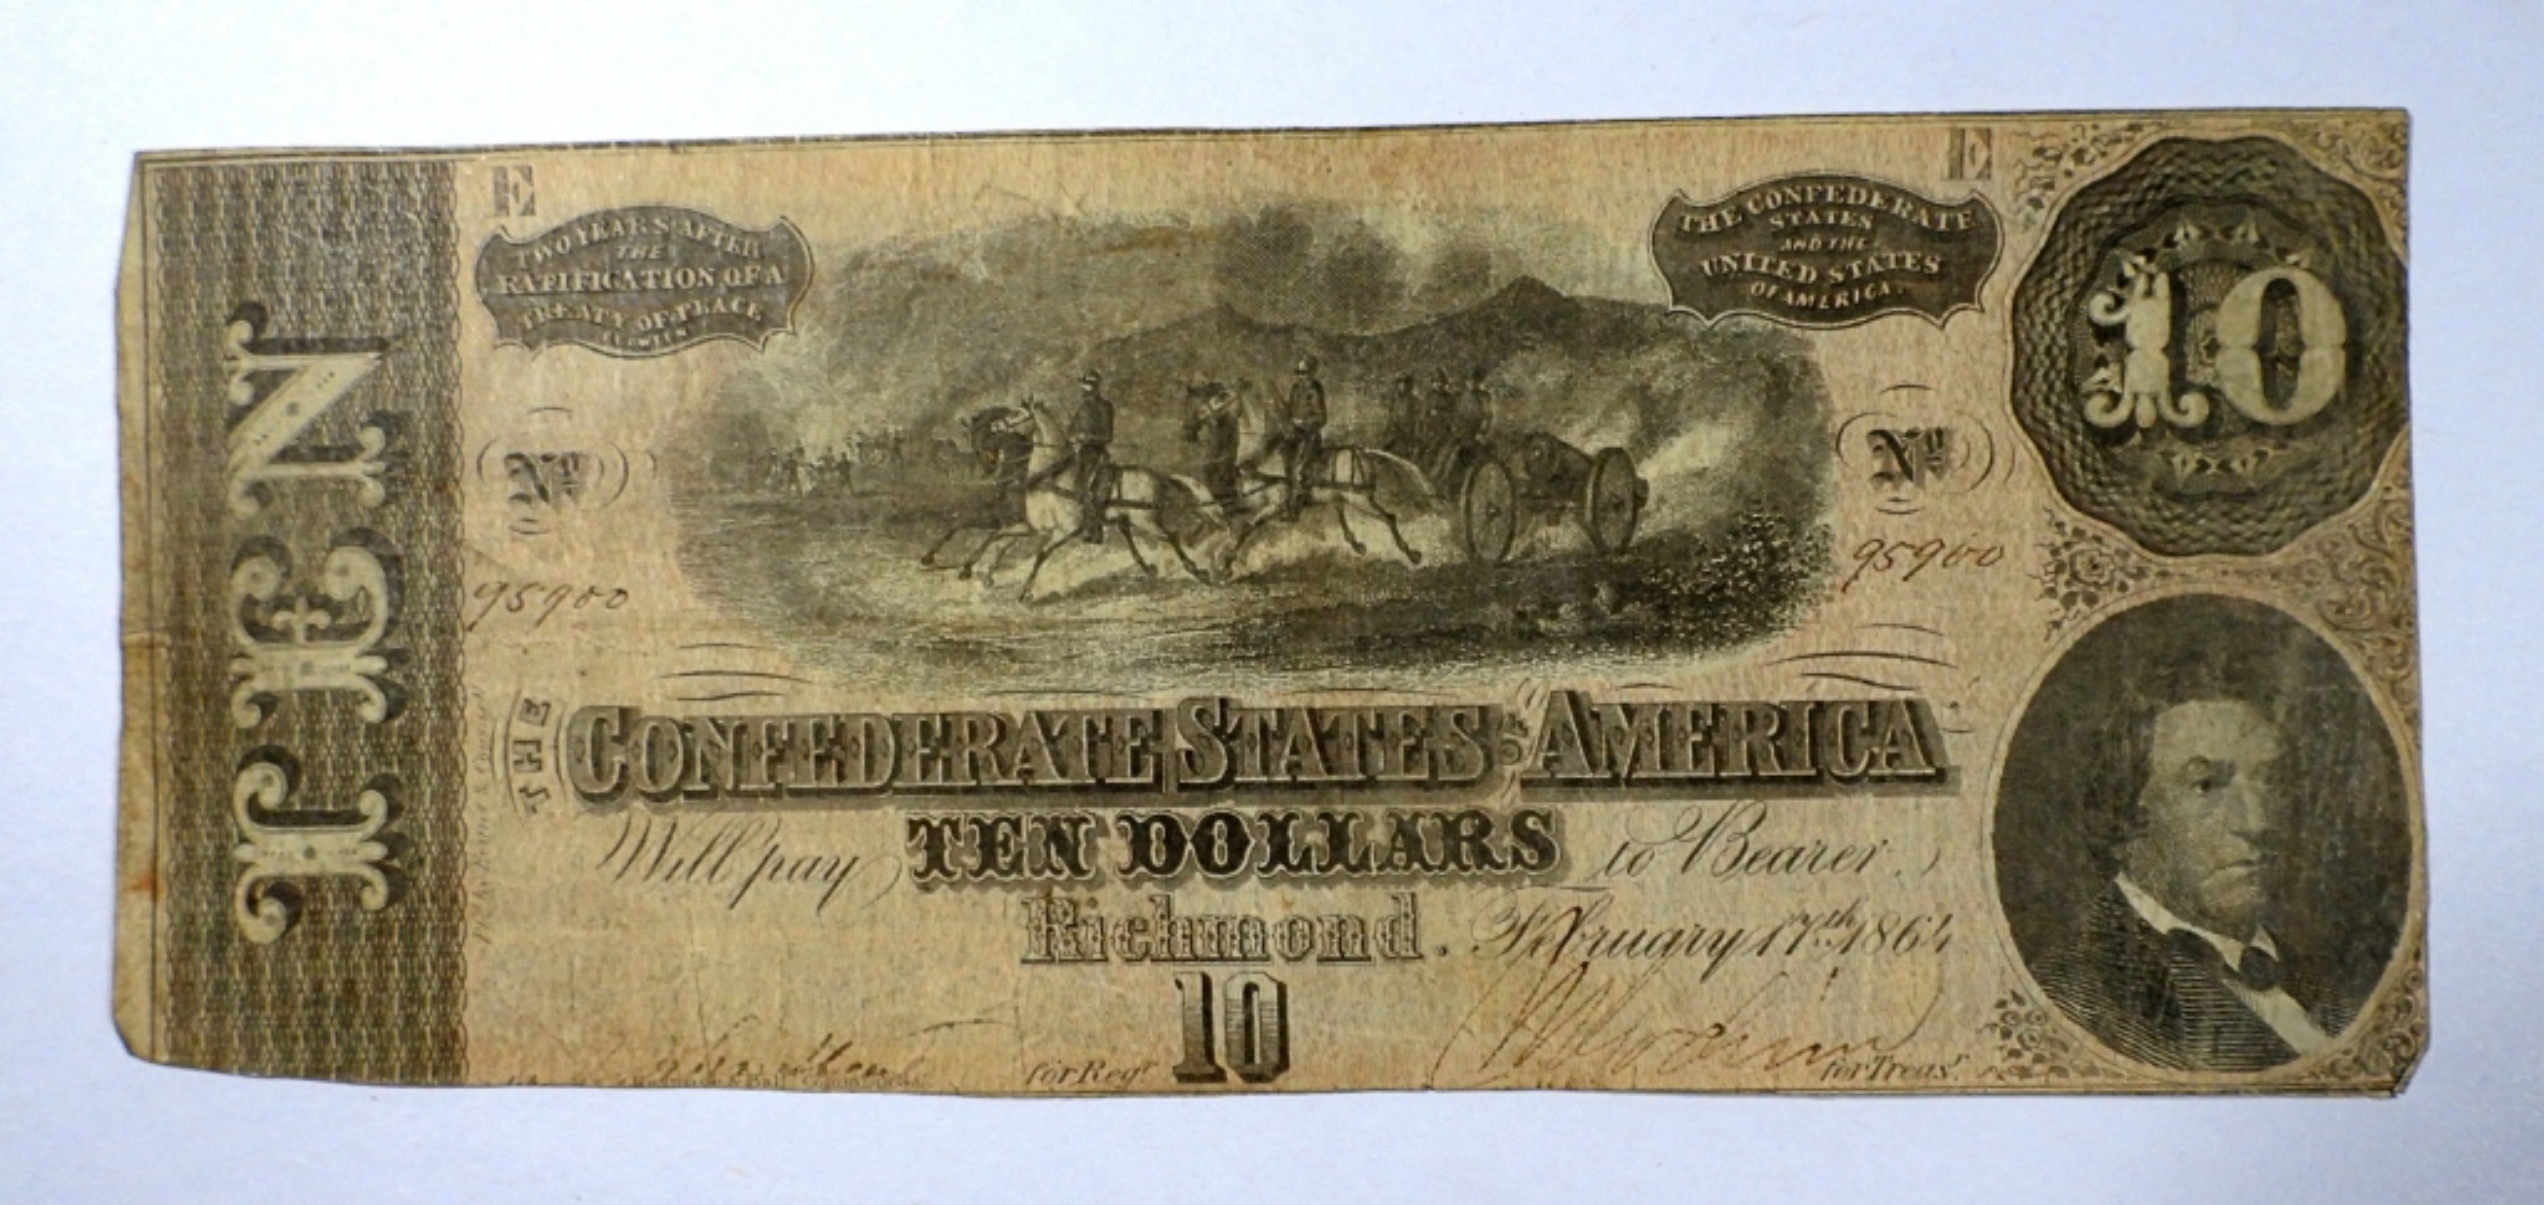 E
E
TWO YEARS AFTER
THE
RATIFICATION OF A
TREATY OF PEACE
BETWEEN
THE CONFEDERATE
STATES
AND THE
UNITED STATES
OF AMERICA.
10
TEN
No
No
95900
95900
THE
CONFEDERATE STATES OF AMERICA
Will pay TEN DOLLARS to Bearer.
Richmond. February 17th 1864
10
for Regr
for Treasr